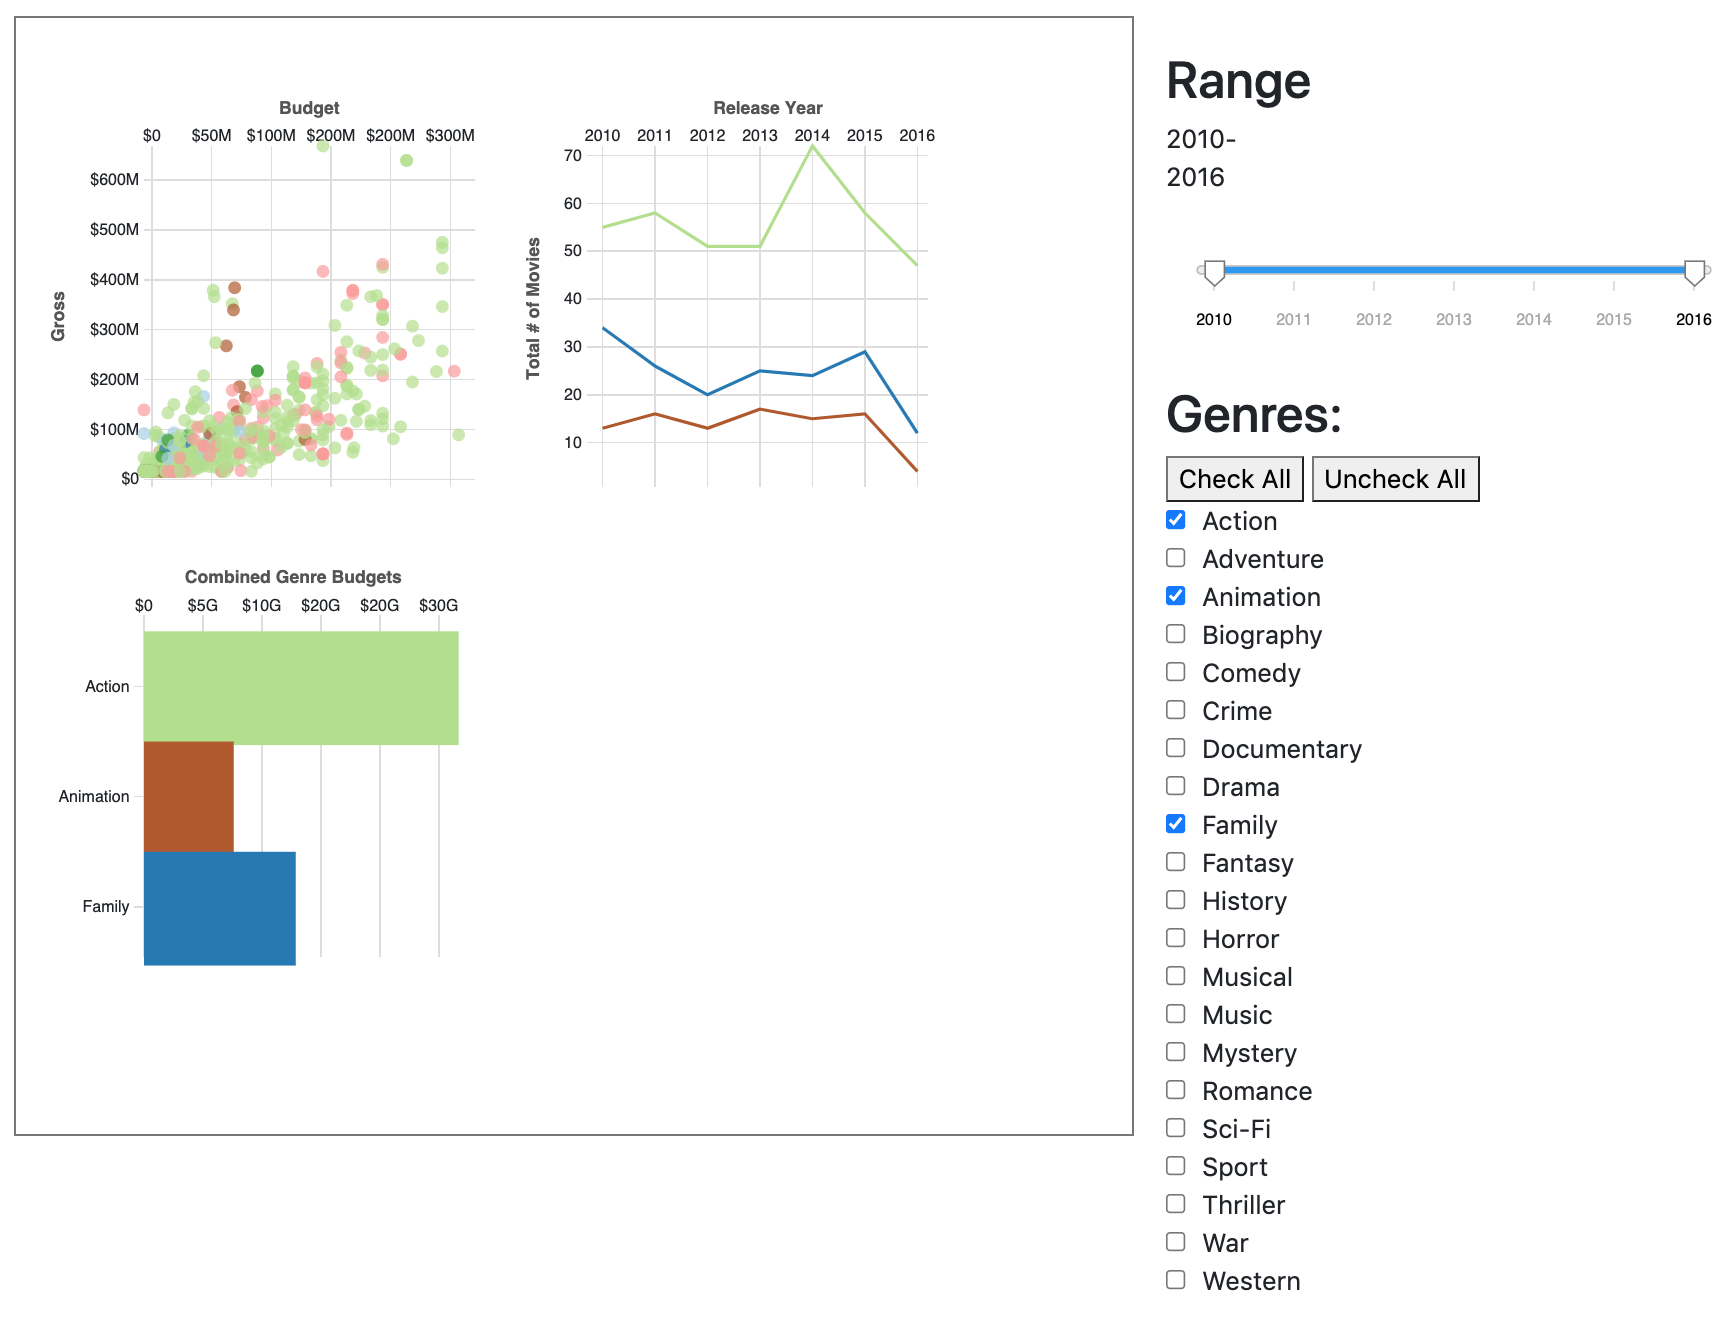 Budget
$0 $50M $100M $200M $200M $300M
$600M
$500M
$400M
$300M
$200M
$100M
$0
Gross
Release Year
2010 2011 2012 2013 2014 2015 2016
70
60
50
40
30
20
10
Total # of Movies
Combined Genre Budgets
$0 $5G $10G $20G $20G $30G
Action
Animation
Family
Range
2010-
2016
2010 2011 2012 2013 2014 2015 2016
Genres:
Check All Uncheck All
Action
Adventure
Animation
Biography
Comedy
Crime
Documentary
Drama
Family
Fantasy
History
Horror
Musical
Music
Mystery
Romance
Sci-Fi
Sport
Thriller
War
Western